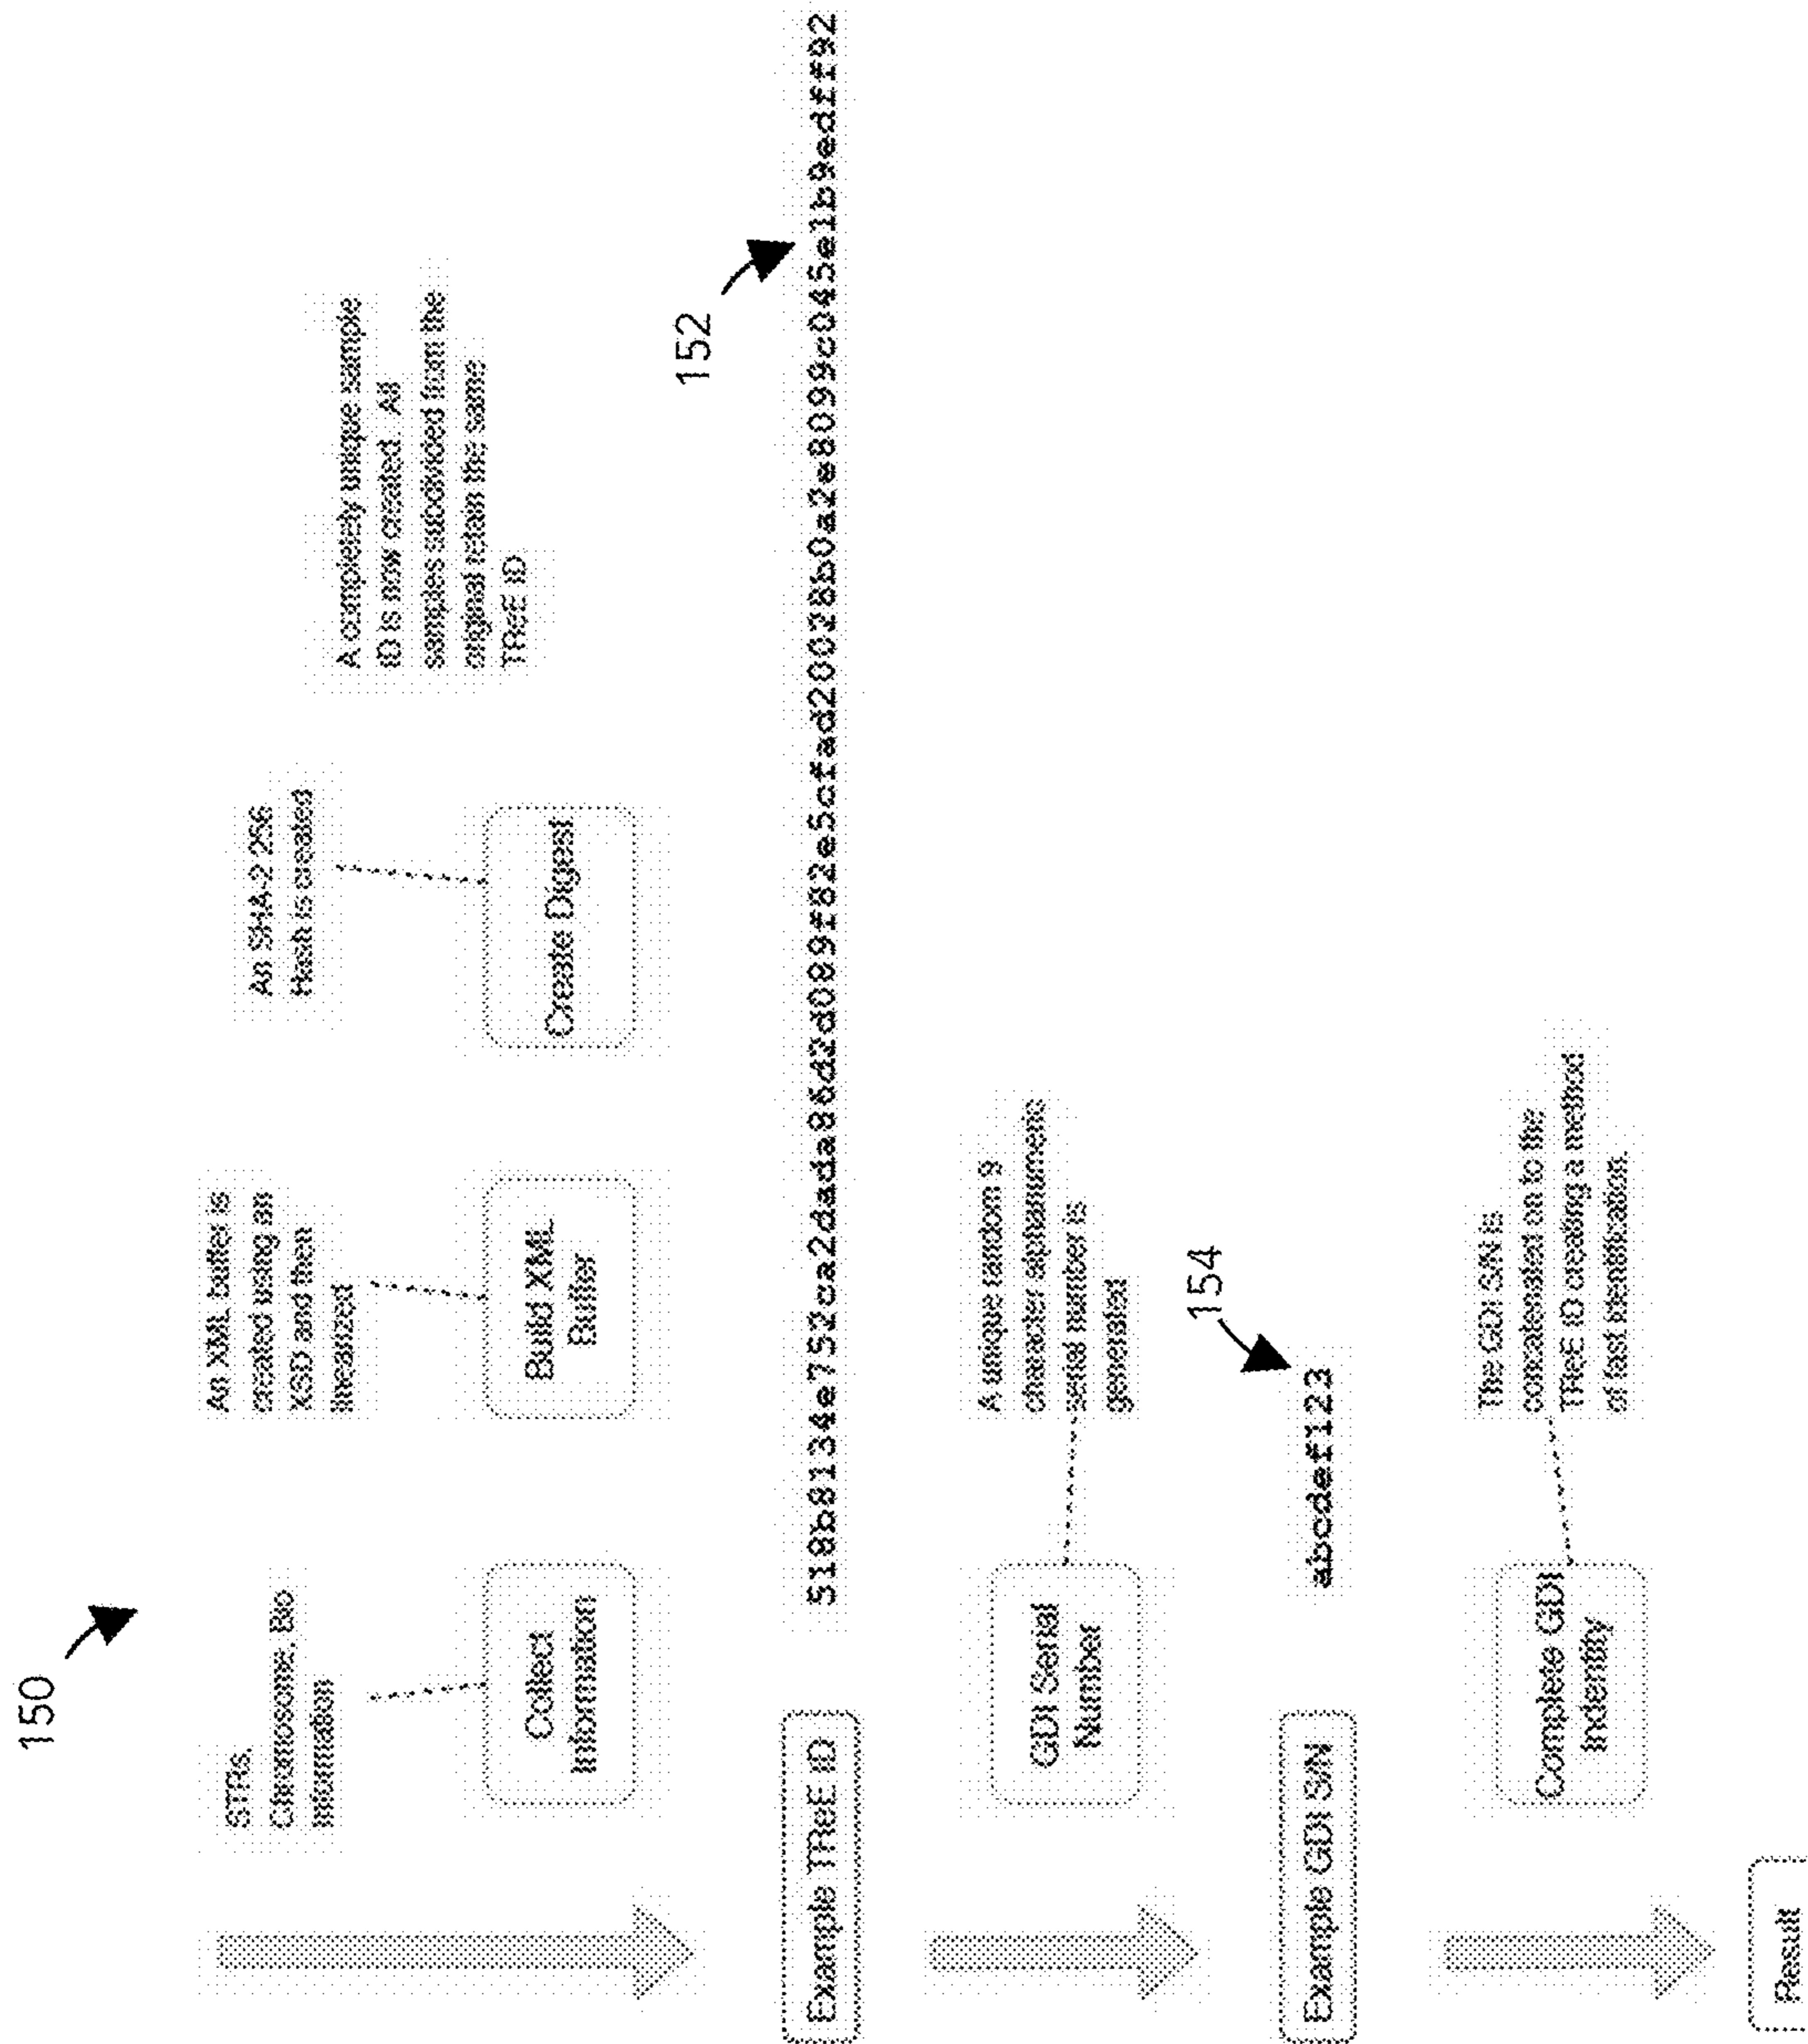 150
STRs,
Chromosome, Bio
Information
An XML buffer is
created using an
XSD and then
linearized
An SHA-2 256
Hash is created
A completely unique sample
ID is now created. All
samples subdivided from the
original retain the same
TReE ID
Collect
Information
Build XML
Buffer
Create Digest
152
Example TReE ID
518b8134e752ca2dada86d2d089f82e5cfad20028b0a2e8099c045e1b9edff92
GDI Serial
Number
A unique random 9
character alphanumeric
serial number is
generated
154
Example GDI S/N
abcdef123
Complete GDI
Indentity
The GDI S/N is
concatenated on to the
TReE ID creating a method
of fast identification.
Result